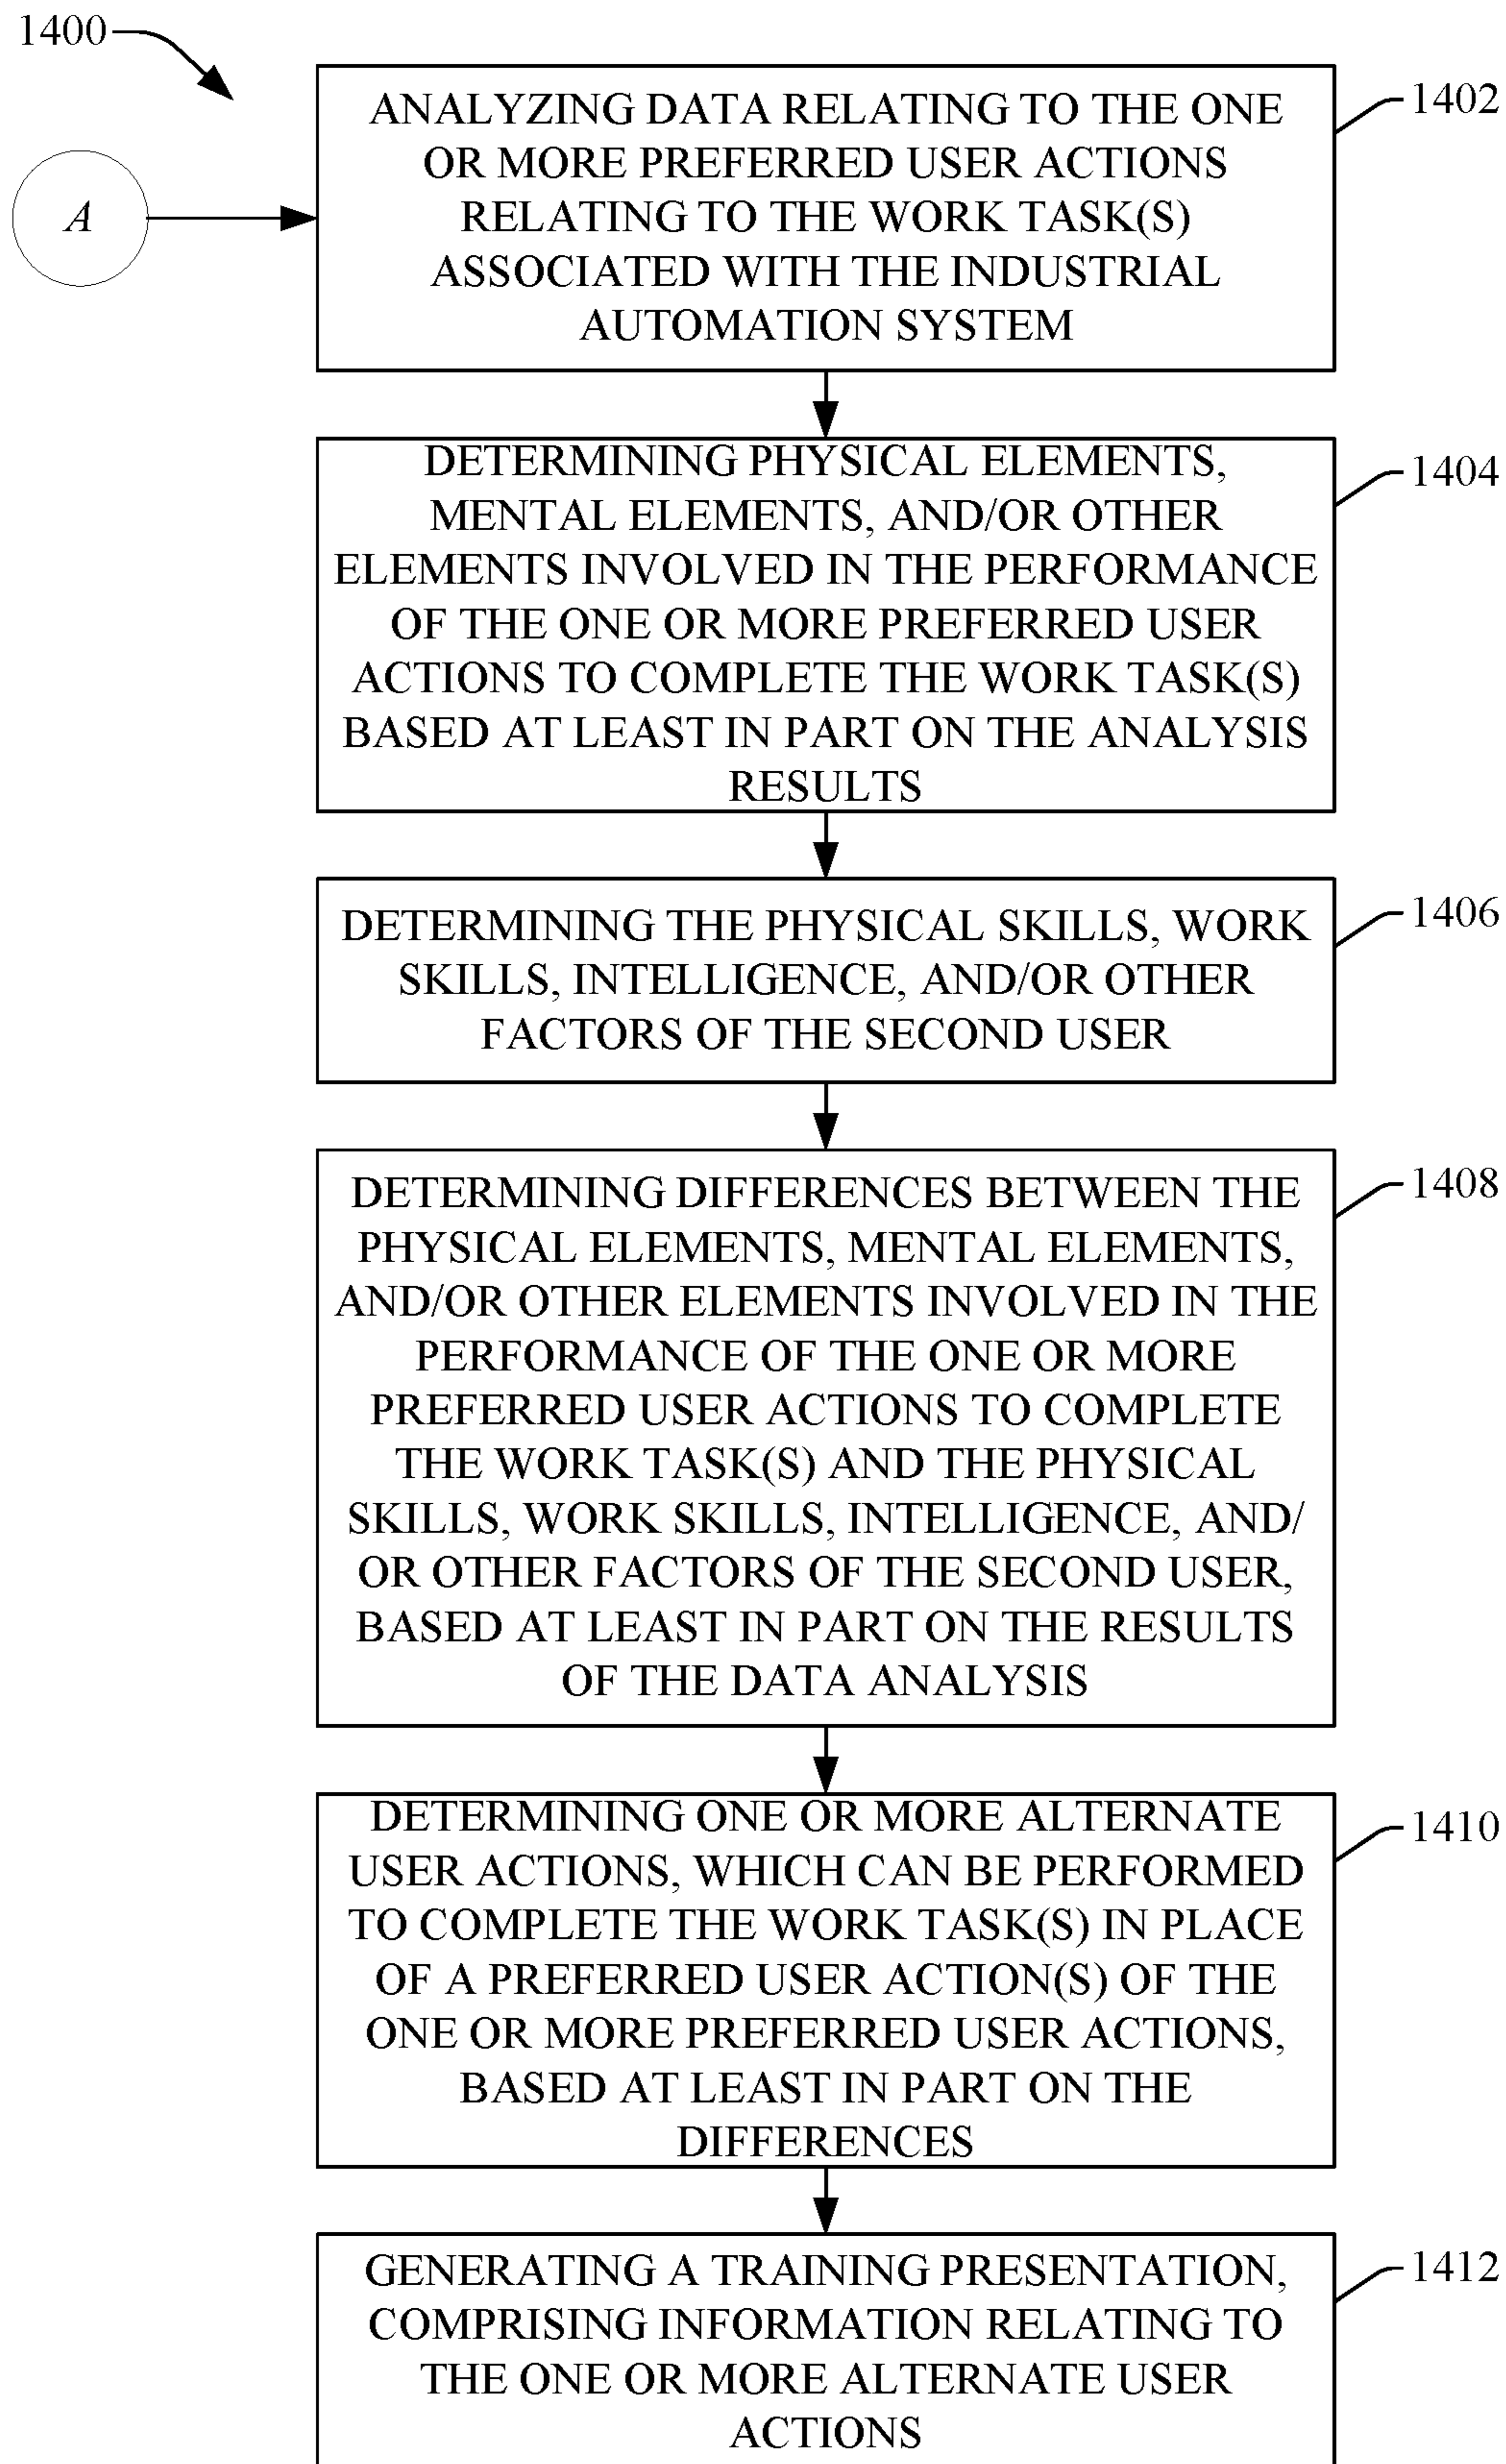 1400
ANALYZING DATA RELATING TO THE ONE
OR MORE PREFERRED USER ACTIONS
RELATING TO THE WORK TASK(S)
ASSOCIATED WITH THE INDUSTRIAL
AUTOMATION SYSTEM
1402
A
DETERMINING PHYSICAL ELEMENTS,
MENTAL ELEMENTS, AND/OR OTHER
ELEMENTS INVOLVED IN THE PERFORMANCE
OF THE ONE OR MORE PREFERRED USER
ACTIONS TO COMPLETE THE WORK TASK(S)
BASED AT LEAST IN PART ON THE ANALYSIS
RESULTS
1404
DETERMINING THE PHYSICAL SKILLS, WORK
SKILLS, INTELLIGENCE, AND/OR OTHER
FACTORS OF THE SECOND USER
1406
DETERMINING DIFFERENCES BETWEEN THE
PHYSICAL ELEMENTS, MENTAL ELEMENTS,
AND/OR OTHER ELEMENTS INVOLVED IN THE
PERFORMANCE OF THE ONE OR MORE
PREFERRED USER ACTIONS TO COMPLETE
THE WORK TASK(S) AND THE PHYSICAL
SKILLS, WORK SKILLS, INTELLIGENCE, AND/
OR OTHER FACTORS OF THE SECOND USER,
BASED AT LEAST IN PART ON THE RESULTS
OF THE DATA ANALYSIS
1408
DETERMINING ONE OR MORE ALTERNATE
USER ACTIONS, WHICH CAN BE PERFORMED
TO COMPLETE THE WORK TASK(S) IN PLACE
OF A PREFERRED USER ACTION(S) OF THE
ONE OR MORE PREFERRED USER ACTIONS,
BASED AT LEAST IN PART ON THE
DIFFERENCES
1410
GENERATING A TRAINING PRESENTATION,
COMPRISING INFORMATION RELATING TO
THE ONE OR MORE ALTERNATE USER
ACTIONS
1412